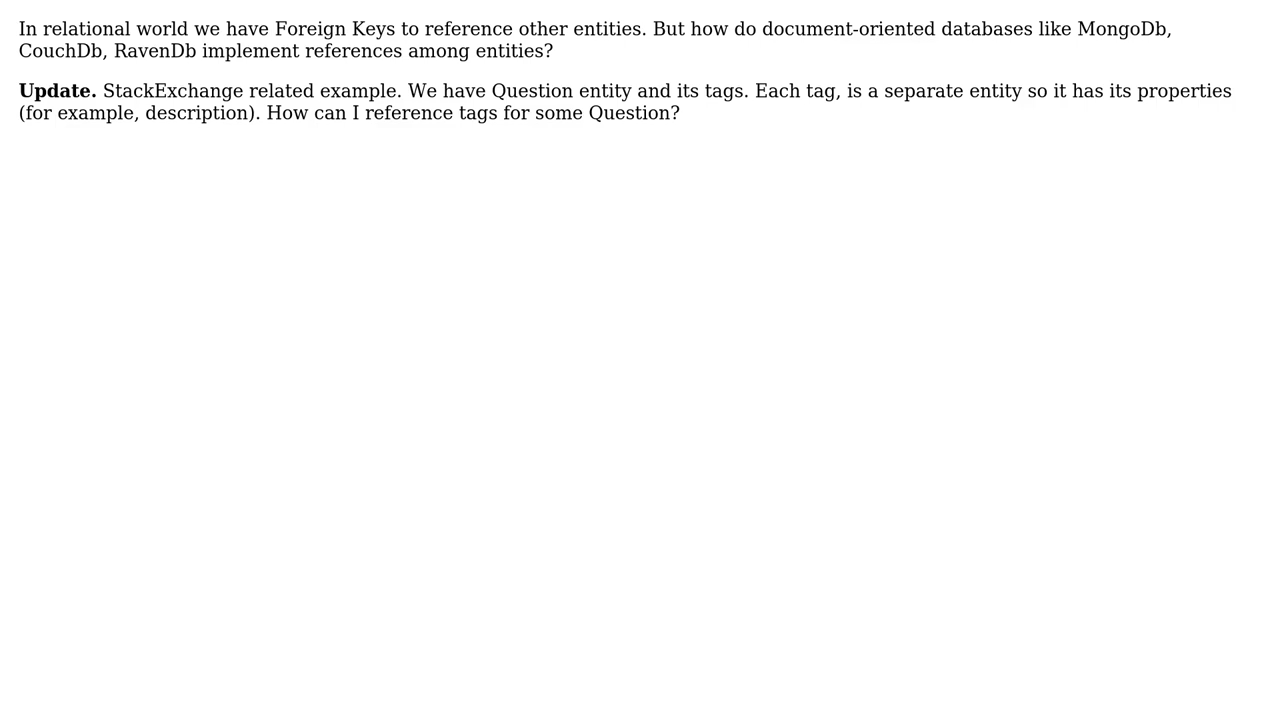 In relational world we have Foreign Keys to reference other entities. But how do document-oriented databases like MongoDb,
CouchDb, RavenDb implement references among entities?
Update. StackExchange related example. We have Question entity and its tags. Each tag, is a separate entity so it has its properties
(for example, description). How can I reference tags for some Question?